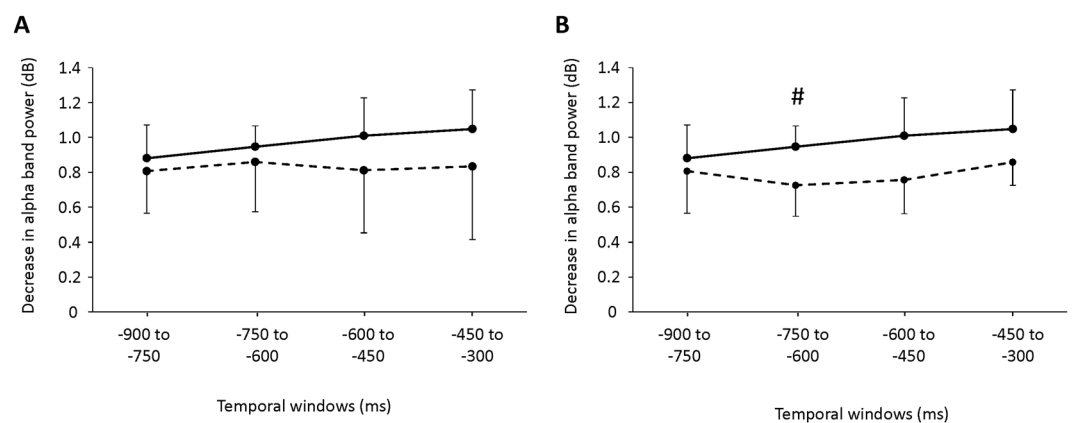 A
Decrease in alpha band power (dB)
1.4
1.2
1.0
0.8
0.6
0.4
0.2
0
-900 to
-750
-750 to
-600
-600 to
-450
-450 to
-300
Temporal windows (ms)
B
Decrease in alpha band power (dB)
1.4
1.2
1.0
0.8
0.6
0.4
0.2
0
#
-900 to
-750
-750 to
-600
-600 to
-450
-450 to
-300
Temporal windows (ms)